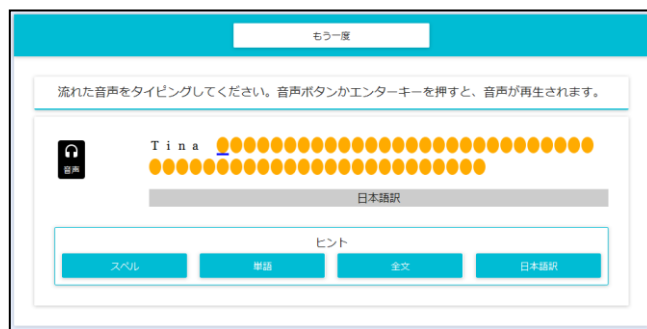 もう一度
流れた音声をタイピングしてください。音声ボタンかエンターキーを押すと、音声が再生されます。
音声
Tina
日本語訳
ヒント
スペル 単語 全文 日本語訳